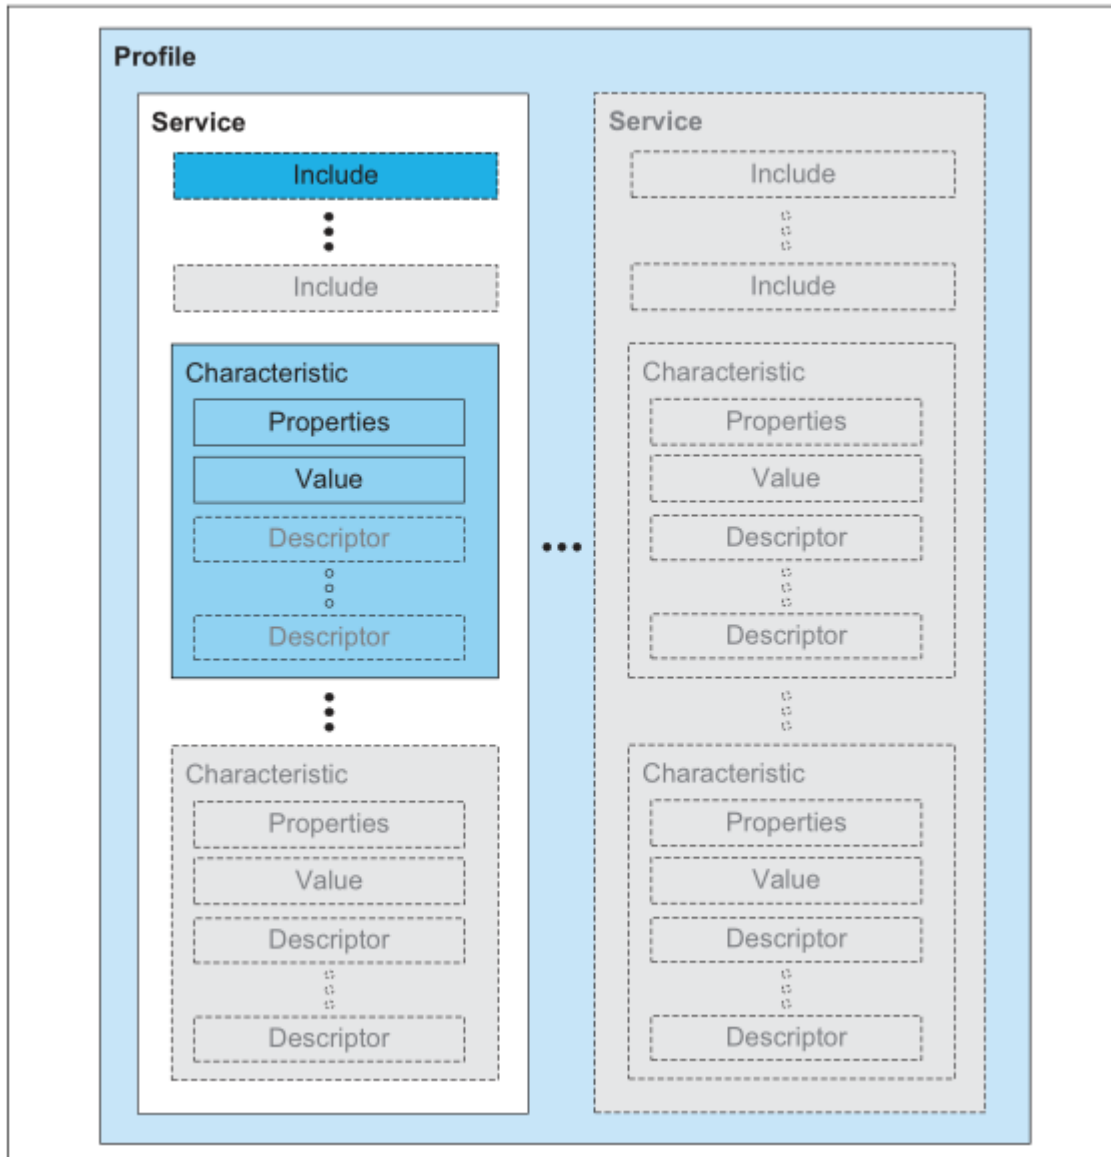 Profile
Service
Include
Include
Characteristic
Properties
Value
Descriptor
Descriptor
Characteristic
Properties
Value
Descriptor
Descriptor
Service
Include
Include
Characteristic
Properties
Value
Descriptor
Descriptor
Characteristic
Properties
Value
Descriptor
Descriptor